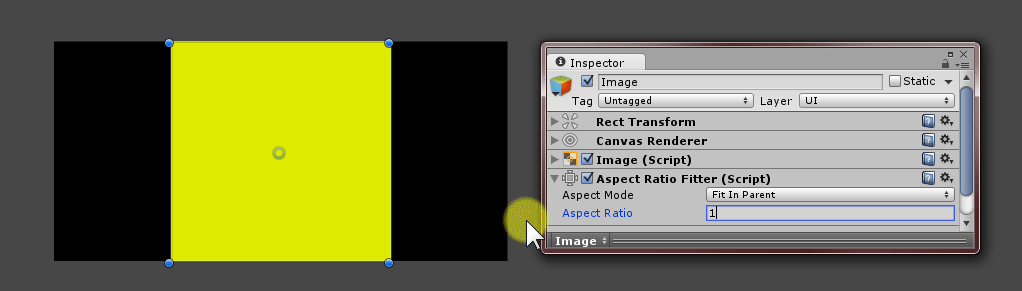 Inspector
Image Static
Tag Untagged Layer UI
Rect Transform
Canvas Renderer
Image (Script)
Aspect Ratio Fitter (Script)
Aspect Mode Fit In Parent
Aspect Ratio 1
Image